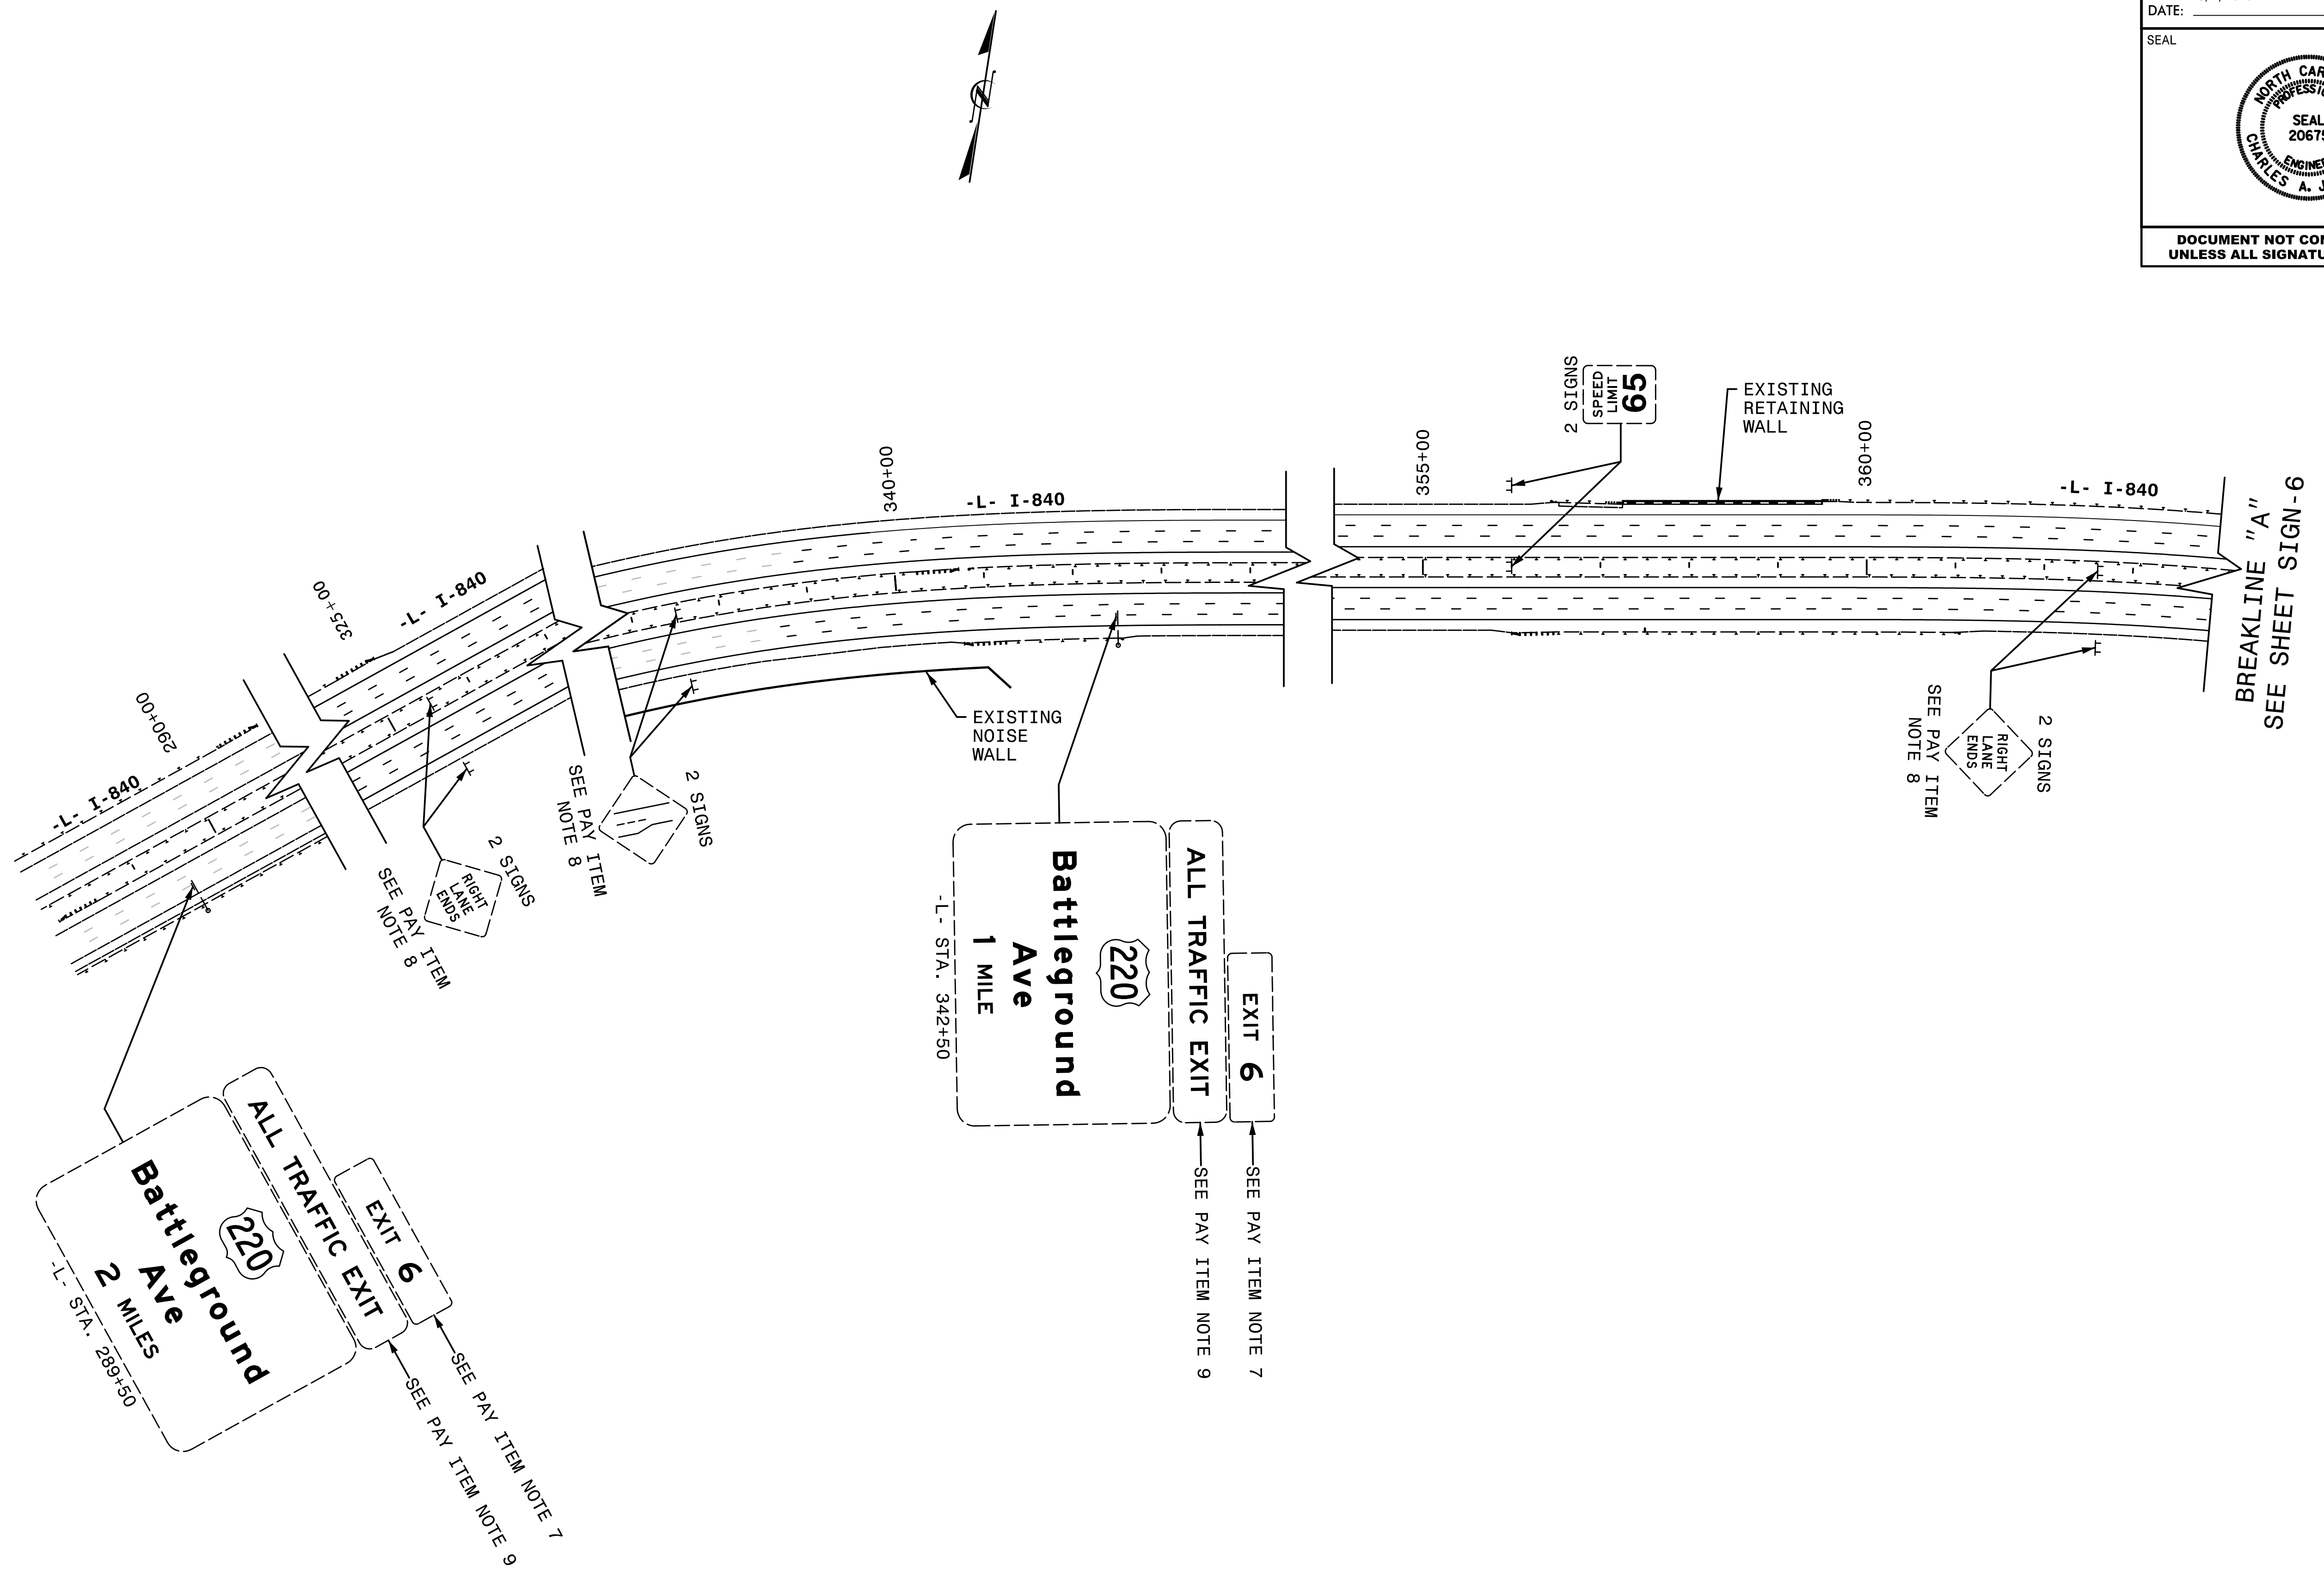 DATE:
SEAL
NORTH
PROFESS
SEAL
2067
CHARLES A. J
DOCUMENT NOT CO
UNLESS ALL
2 SIGNS
SPEED
LIMIT
65
EXISTING
RETAINING
WALL
355+00
360+00
-L- I-840
BREAKLINE "A"
SEE SHEET SIGN-6
340+00
-L- I-840
325+00
-L- I-840
290+00
-L- I-840
EXISTING
NOISE
WALL
2 SIGNS
RIGHT
LANE
ENDS
SEE PAY ITEM
NOTE 8
2 SIGNS
SEE PAY ITEM
NOTE 8
2 SIGNS
RIGHT
LANE
ENDS
SEE PAY ITEM
NOTE 8
EXIT 6
ALL TRAFFIC EXIT
220
Battleground
Ave
1 MILE
-L- STA. 342+50
SEE PAY ITEM NOTE 7
SEE PAY ITEM NOTE 9
EXIT 6
ALL TRAFFIC EXIT
220
Battleground
Ave
2 MILES
-L- STA. 289+50
SEE PAY ITEM NOTE 7
SEE PAY ITEM NOTE 9